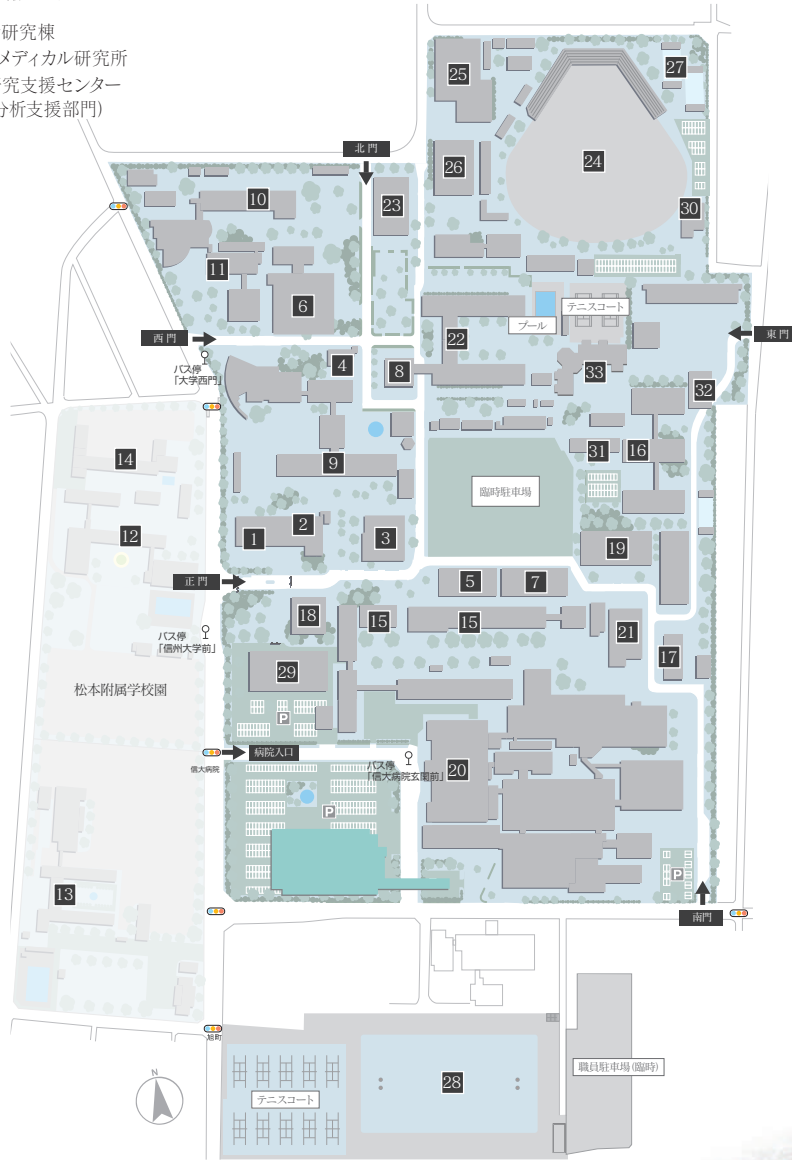 研究棟
メディカル研究所
究支援センター
分析支援部門)
25
27
24
北門
26
10
23
30
11
6
テニスコート
プール
西門
東門
22
バス停
「大学西門」
4
8
33
32
14
9
31
16
臨時駐車場
12
1
2
3
19
正門
5
7
18
15
15
21
バス停
「信州大学前」
17
29
松本附属学校園
P
病院入口
信大病院
バス停
「信大病院玄関前」
20
P
P
13
南門
旭町
N
28
テニスコート
職員駐車場(臨時)